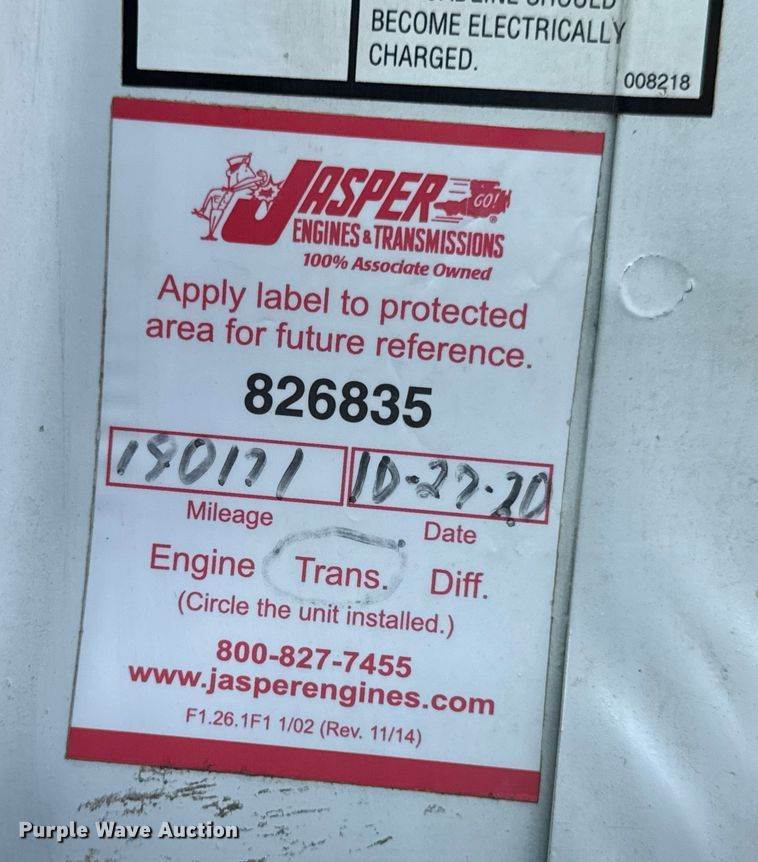 BECOME ELECTRICALLY
CHARGED.
008218
JASPER GO!®
ENGINES & TRANSMISSIONS
100% Associate Owned
Apply label to protected
area for future reference.
826835
180171 10-27-20
Mileage Date
Engine Trans. Diff.
(Circle the unit installed.)
800-827-7455
www.jasperengines.com
F1.26.1F1 1/02 (Rev. 11/14)
Purple Wave Auction